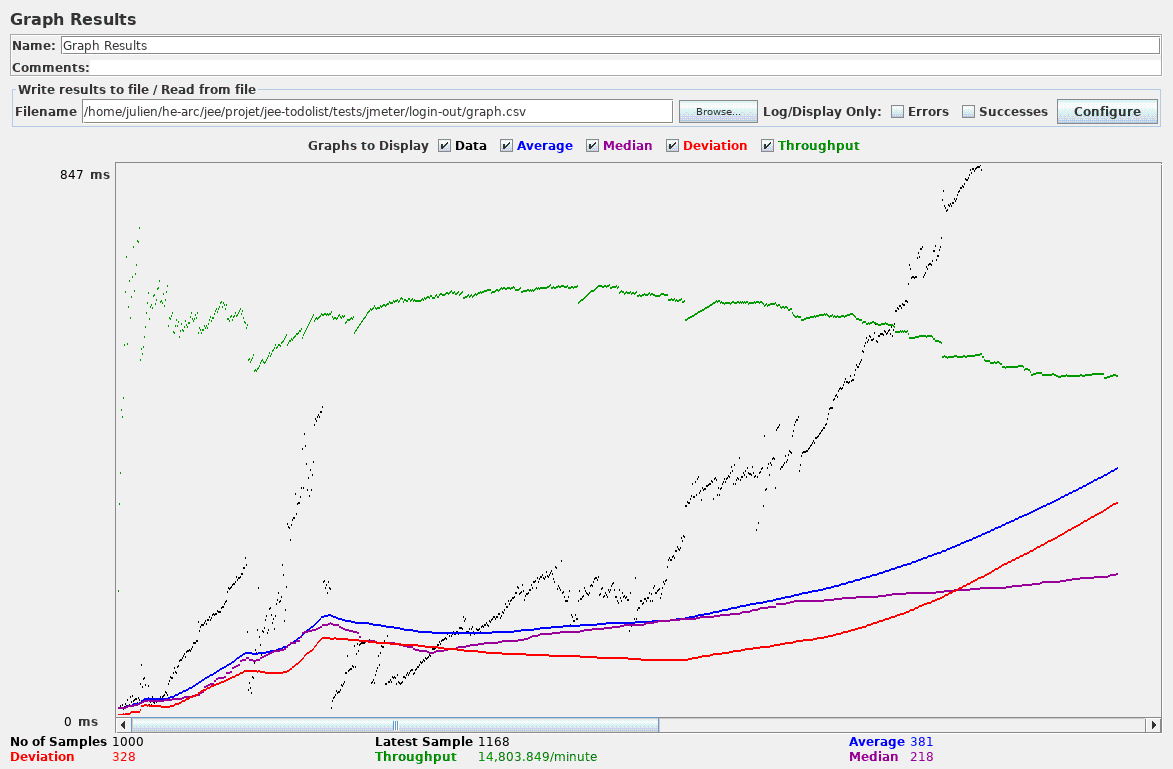 Graph Results
Name: Graph Results
Comments:
Write results to file / Read from file
Filename /home/julien/he-arc/jee/projet/jee-todolist/tests/jmeter/login-out/graph.csv Browse... Log/Display Only: Errors Successes Configure
Graphs to Display Data Average Median Deviation Throughput
847 ms
0 ms
No of Samples 1000 Latest Sample 1168 Average 381
Deviation 328 Throughput 14,803.849/minute Median 218